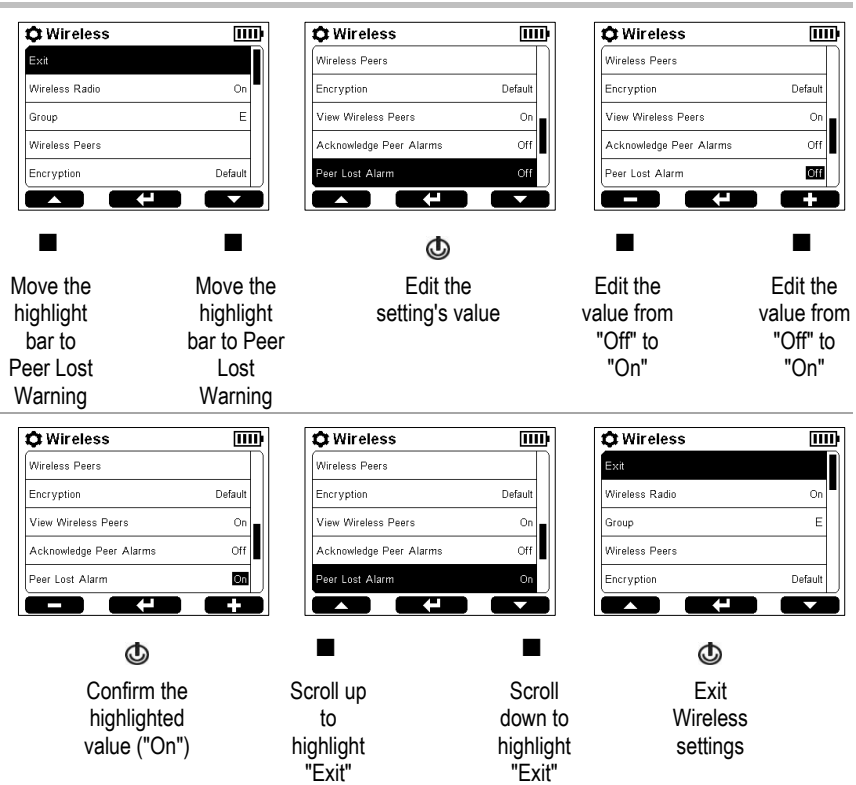 Wireless
Exit
Wireless Radio On
Group E
Wireless Peers
Encryption Default
Wireless
Wireless Peers
Encryption Default
View Wireless Peers On
Acknowledge Peer Alarms Off
Peer Lost Alarm Off
Wireless
Wireless Peers
Encryption Default
View Wireless Peers On
Acknowledge Peer Alarms Off
Peer Lost Alarm Off
Move the
highlight
bar to
Peer Lost
Warning
Move the
highlight
bar to Peer
Lost
Warning
Edit the
setting's value
Edit the
value from
"Off" to
"On"
Edit the
value from
"Off" to
"On"
Wireless
Wireless Peers
Encryption Default
View Wireless Peers On
Acknowledge Peer Alarms Off
Peer Lost Alarm On
Wireless
Wireless Peers
Encryption Default
View Wireless Peers On
Acknowledge Peer Alarms Off
Peer Lost Alarm On
Wireless
Exit
Wireless Radio On
Group E
Wireless Peers
Encryption Default
Confirm the
highlighted
value ("On")
Scroll up
to
highlight
"Exit"
Scroll
down to
highlight
"Exit"
Exit
Wireless
settings